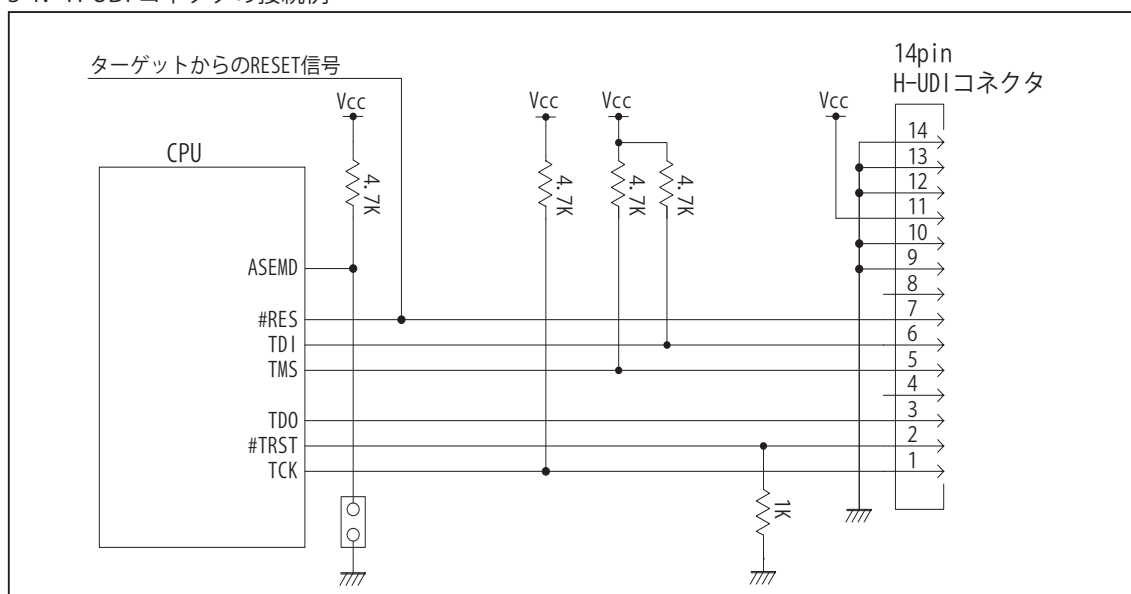 14pin
H-UDIコネクタ
ターゲットからのRESET信号
Vcc
Vcc
Vcc
Vcc
CPU
4.7K
4.7K
4.7K
4.7K
ASEMD
#RES
TDI
TMS
TDO
#TRST
TCK
1K
14
13
12
11
10
9
8
7
6
5
4
3
2
1